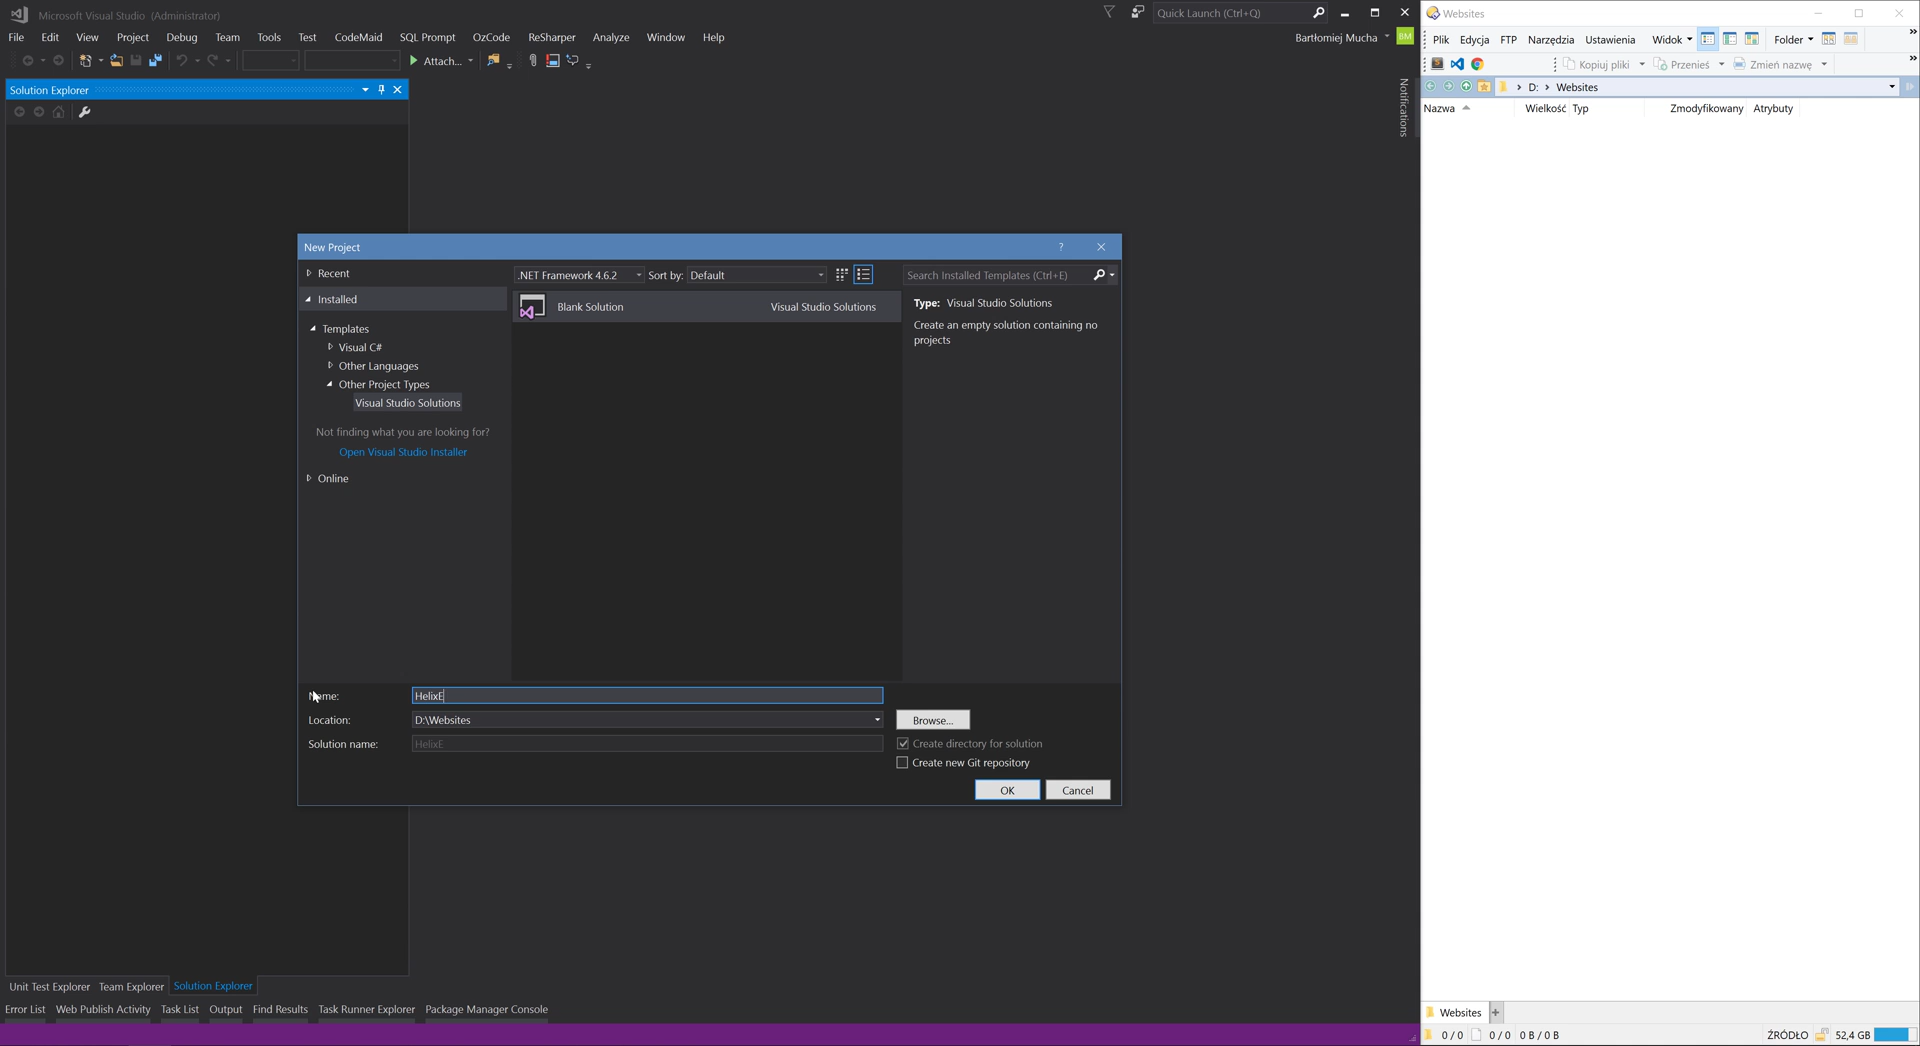 Microsoft Visual Studio (Administrator)
Quick Launch (Ctrl+Q)
File Edit View Project Debug Team Tools Test CodeMaid SQL Prompt OzCode ReSharper Analyze Window Help
Bartłomiej Mucha BM
Attach...
Solution Explorer
Notifications
New Project
?
Recent
.NET Framework 4.6.2 Sort by: Default
Search Installed Templates (Ctrl+E)
Installed
Blank Solution Visual Studio Solutions
Type: Visual Studio Solutions
Create an empty solution containing no
projects
Templates
Visual C#
Other Languages
Other Project Types
Visual Studio Solutions
Not finding what you are looking for?
Open Visual Studio Installer
Online
Name: HelixE
Location: D:\Websites
Browse...
Solution name: HelixE
Create directory for solution
Create new Git repository
OK Cancel
Unit Test Explorer Team Explorer Solution Explorer
Error List Web Publish Activity Task List Output Find Results Task Runner Explorer Package Manager Console
Websites
Plik Edycja FTP Narzędzia Ustawienia Widok Folder
Kopiuj pliki Przenieś Zmień nazwę
D: Websites
Nazwa Wielkość Typ Zmodyfikowany Atrybuty
Websites +
0 / 0 0 / 0 0 B / 0 B ŹRÓDŁO 52,4 GB